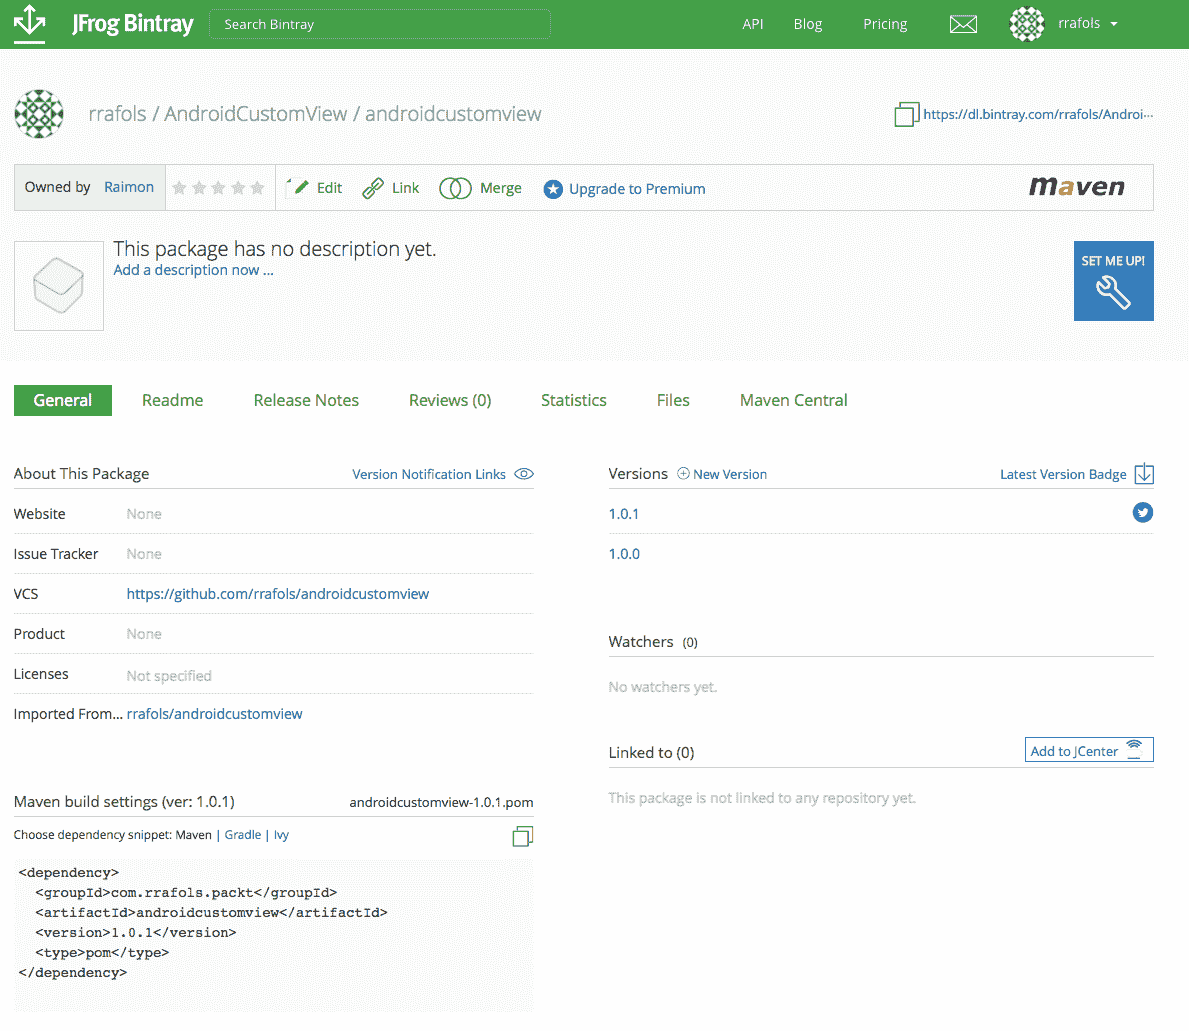 JFrog Bintray
Search Bintray
API Blog Pricing rrafols
rrafols / AndroidCustomView / androidcustomview
https://dl.bintray.com/rrafols/Androi...
Owned by Raimon Edit Link Merge Upgrade to Premium maven
This package has no description yet.
Add a description now ...
SET ME UP!
General Readme Release Notes Reviews (0) Statistics Files Maven Central
About This Package Version Notification Links
Website None
Issue Tracker None
VCS https://github.com/rrafols/androidcustomview
Product None
Licenses Not specified
Imported From... rrafols/androidcustomview
Maven build settings (ver: 1.0.1) androidcustomview-1.0.1.pom
Choose dependency snippet: Maven | Gradle | Ivy
<dependency>
<groupId>com.rrafols.packt</groupId>
<artifactId>androidcustomview</artifactId>
<version>1.0.1</version>
<type>pom</type>
</dependency>
Versions New Version Latest Version Badge
1.0.1
1.0.0
Watchers (0)
No watchers yet.
Linked to (0) Add to JCenter
This package is not linked to any repository yet.